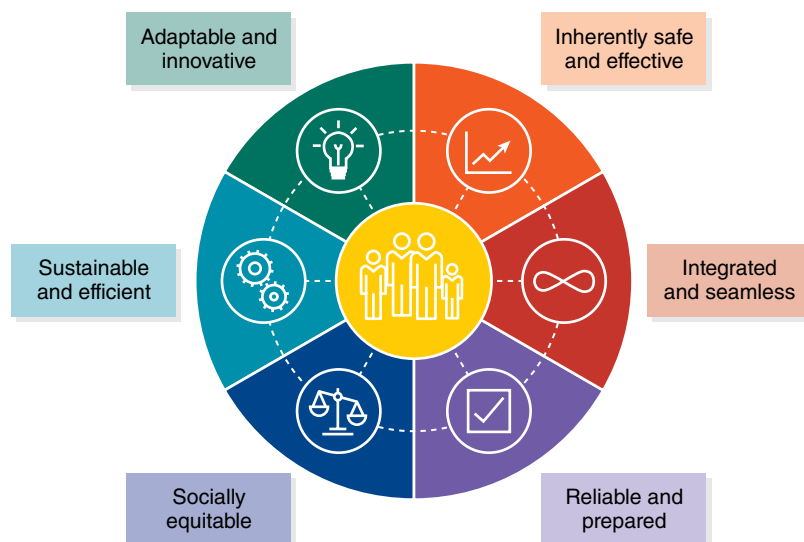 Adaptable and
innovative
Inherently safe
and effective
Sustainable
and efficient
Integrated
and seamless
Socially
equitable
Reliable and
prepared